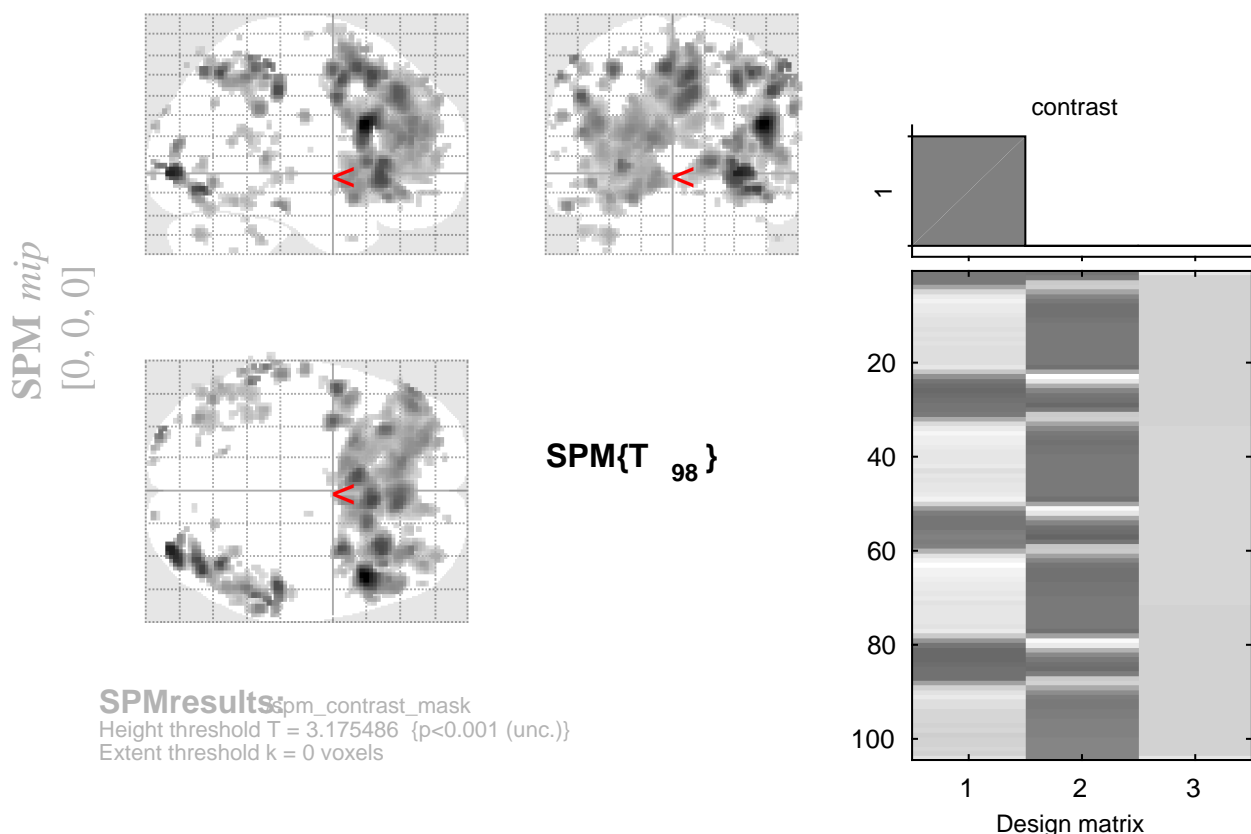 SPM mip
[0, 0, 0]
<
<
<
SPM{T 98 }
SPMresults: ./spm_contrast_mask
Height threshold T = 3.175486 {p<0.001 (unc.)}
Extent threshold k = 0 voxels
contrast
1
20
40
60
80
100
1 2 3
Design matrix